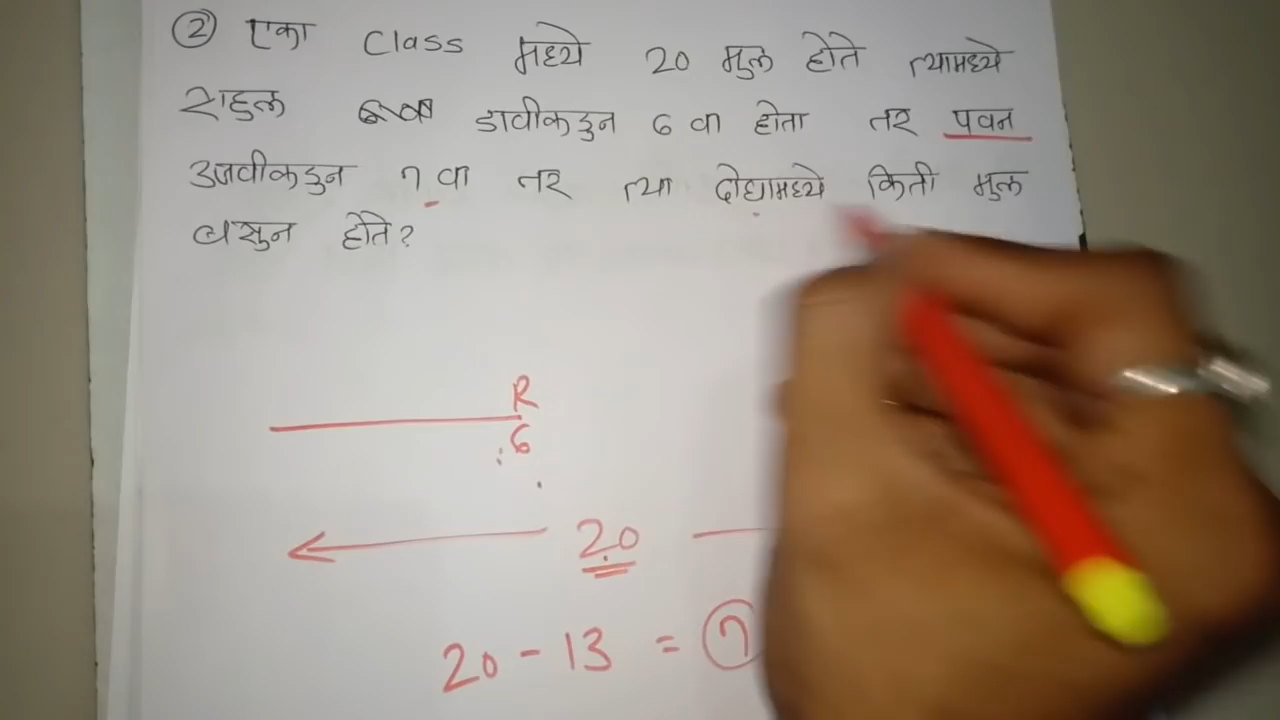 ② एका Class मध्ये 20 मुल होते त्यामध्ये
राहुल डावीकडुन 6 वा होता तर पवन
उजवीकडुन 7 वा तर त्या दोघामध्ये किती मुल
बसुन होते?
R
6
20
20 - 13 = 7